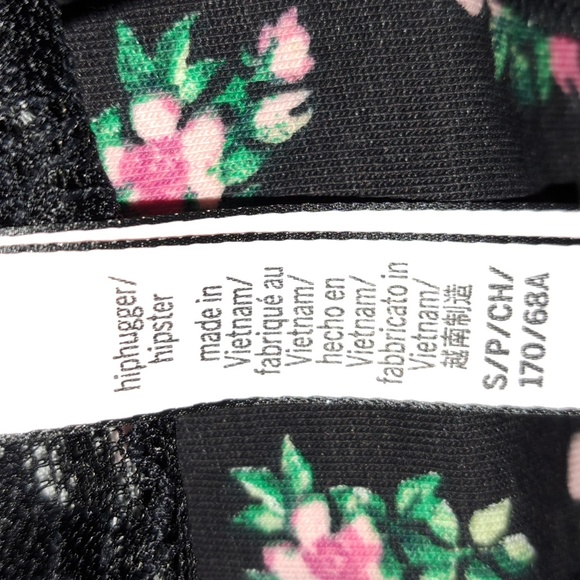 hiphugger/
hipster
made in
Vietnam/
fabriqué au
Vietnam/
hecho en
Vietnam/
fabbricato in
Vietnam/
越南制造
S/P/CH/
170/68A